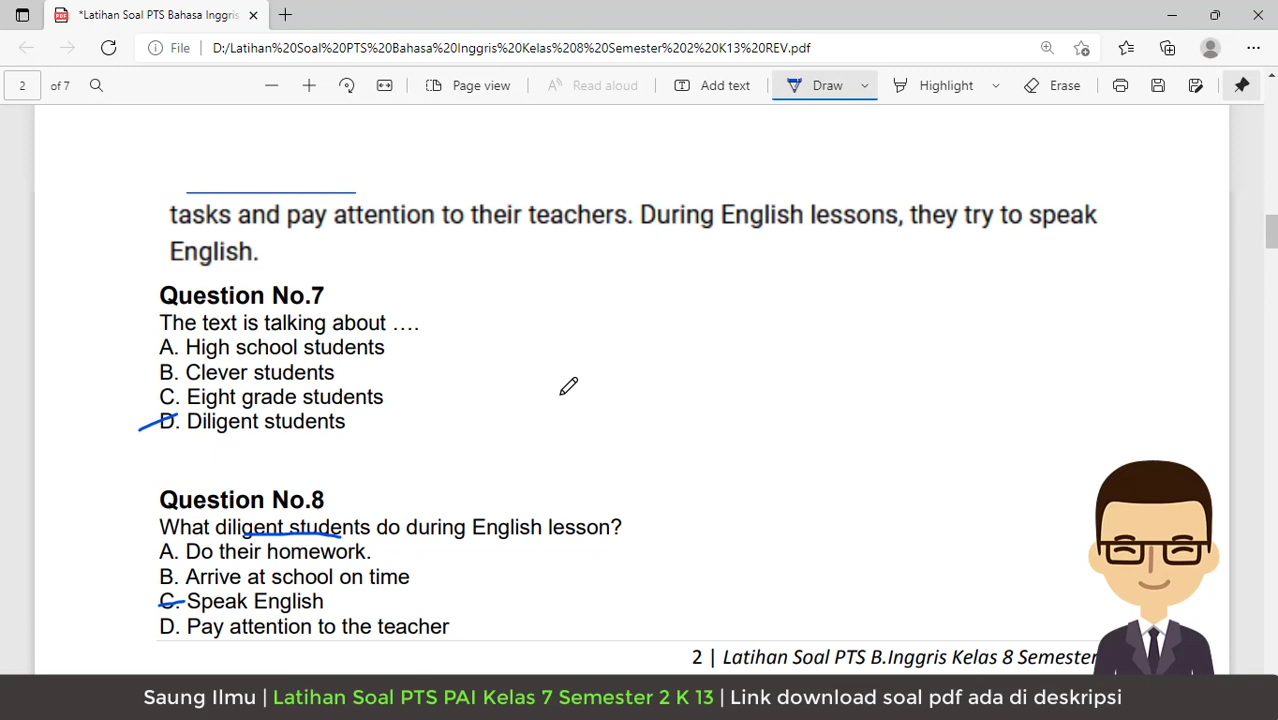 *Latihan Soal PTS Bahasa Inggris
File
D:/Latihan%20Soal%20PTS%20Bahasa%20Inggris%20Kelas%208%20Semester%202%20K13%20REV.pdf
2 of 7
Page view
Read aloud
Add text
Draw
Highlight
Erase
tasks and pay attention to their teachers. During English lessons, they try to speak
English.
Question No.7
The text is talking about ….
A. High school students
B. Clever students
C. Eight grade students
D. Diligent students
Question No.8
What diligent students do during English lesson?
A. Do their homework.
B. Arrive at school on time
C. Speak English
D. Pay attention to the teacher
2 | Latihan Soal PTS B.Inggris Kelas 8 Semester
Saung Ilmu | Latihan Soal PTS PAI Kelas 7 Semester 2 K 13 | Link download soal pdf ada di deskripsi